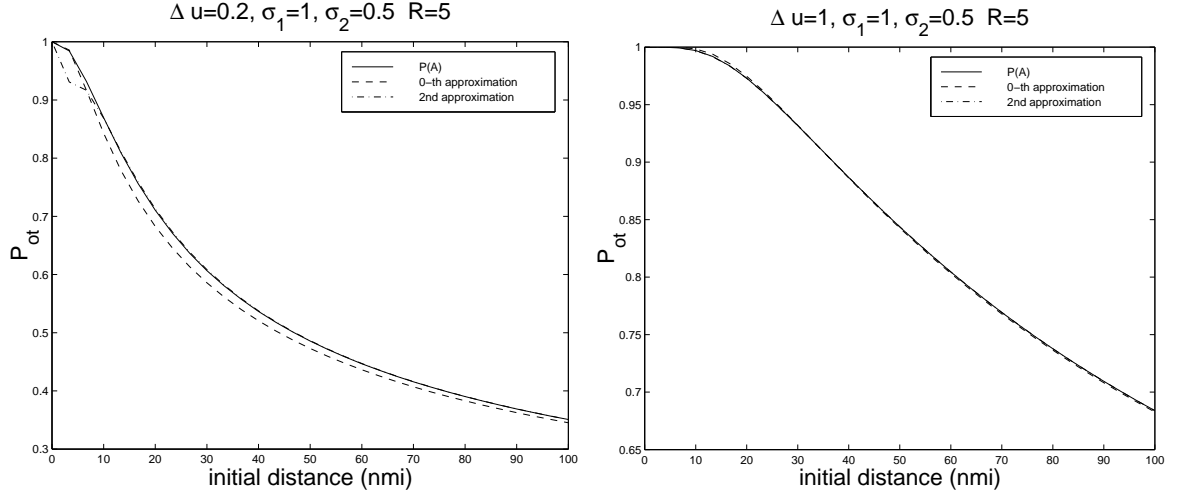 Δ u=0.2, σ1=1, σ2=0.5 R=5
P(A)
0−th approximation
2nd approximation
1
0.9
0.8
0.7
0.6
0.5
0.4
0.3
Pot
0 10 20 30 40 50 60 70 80 90 100
initial distance (nmi)
Δ u=1, σ1=1, σ2=0.5 R=5
P(A)
0−th approximation
2nd approximation
1
0.95
0.9
0.85
0.8
0.75
0.7
0.65
Pot
0 10 20 30 40 50 60 70 80 90 100
initial distance (nmi)